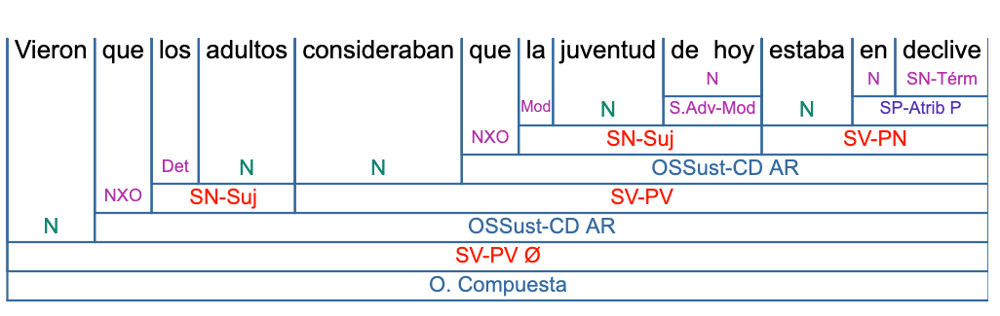 Vieron que los adultos consideraban que la juventud de hoy estaba en declive
N N SN-Térm
Mod N S.Adv-Mod N SP-Atrib P
NXO SN-Suj SV-PN
Det N N OSSust-CD AR
NXO SN-Suj SV-PV
N OSSust-CD AR
SV-PV Ø
O. Compuesta